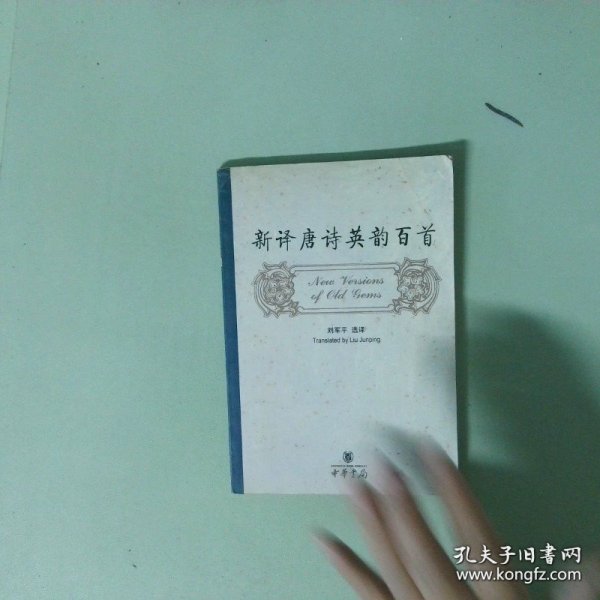 新译唐诗英韵百首
New Versions
of Old Gems
刘军平 选译
Translated by Liu Junping
中华书局
孔夫子旧书网
www.kongfz.com